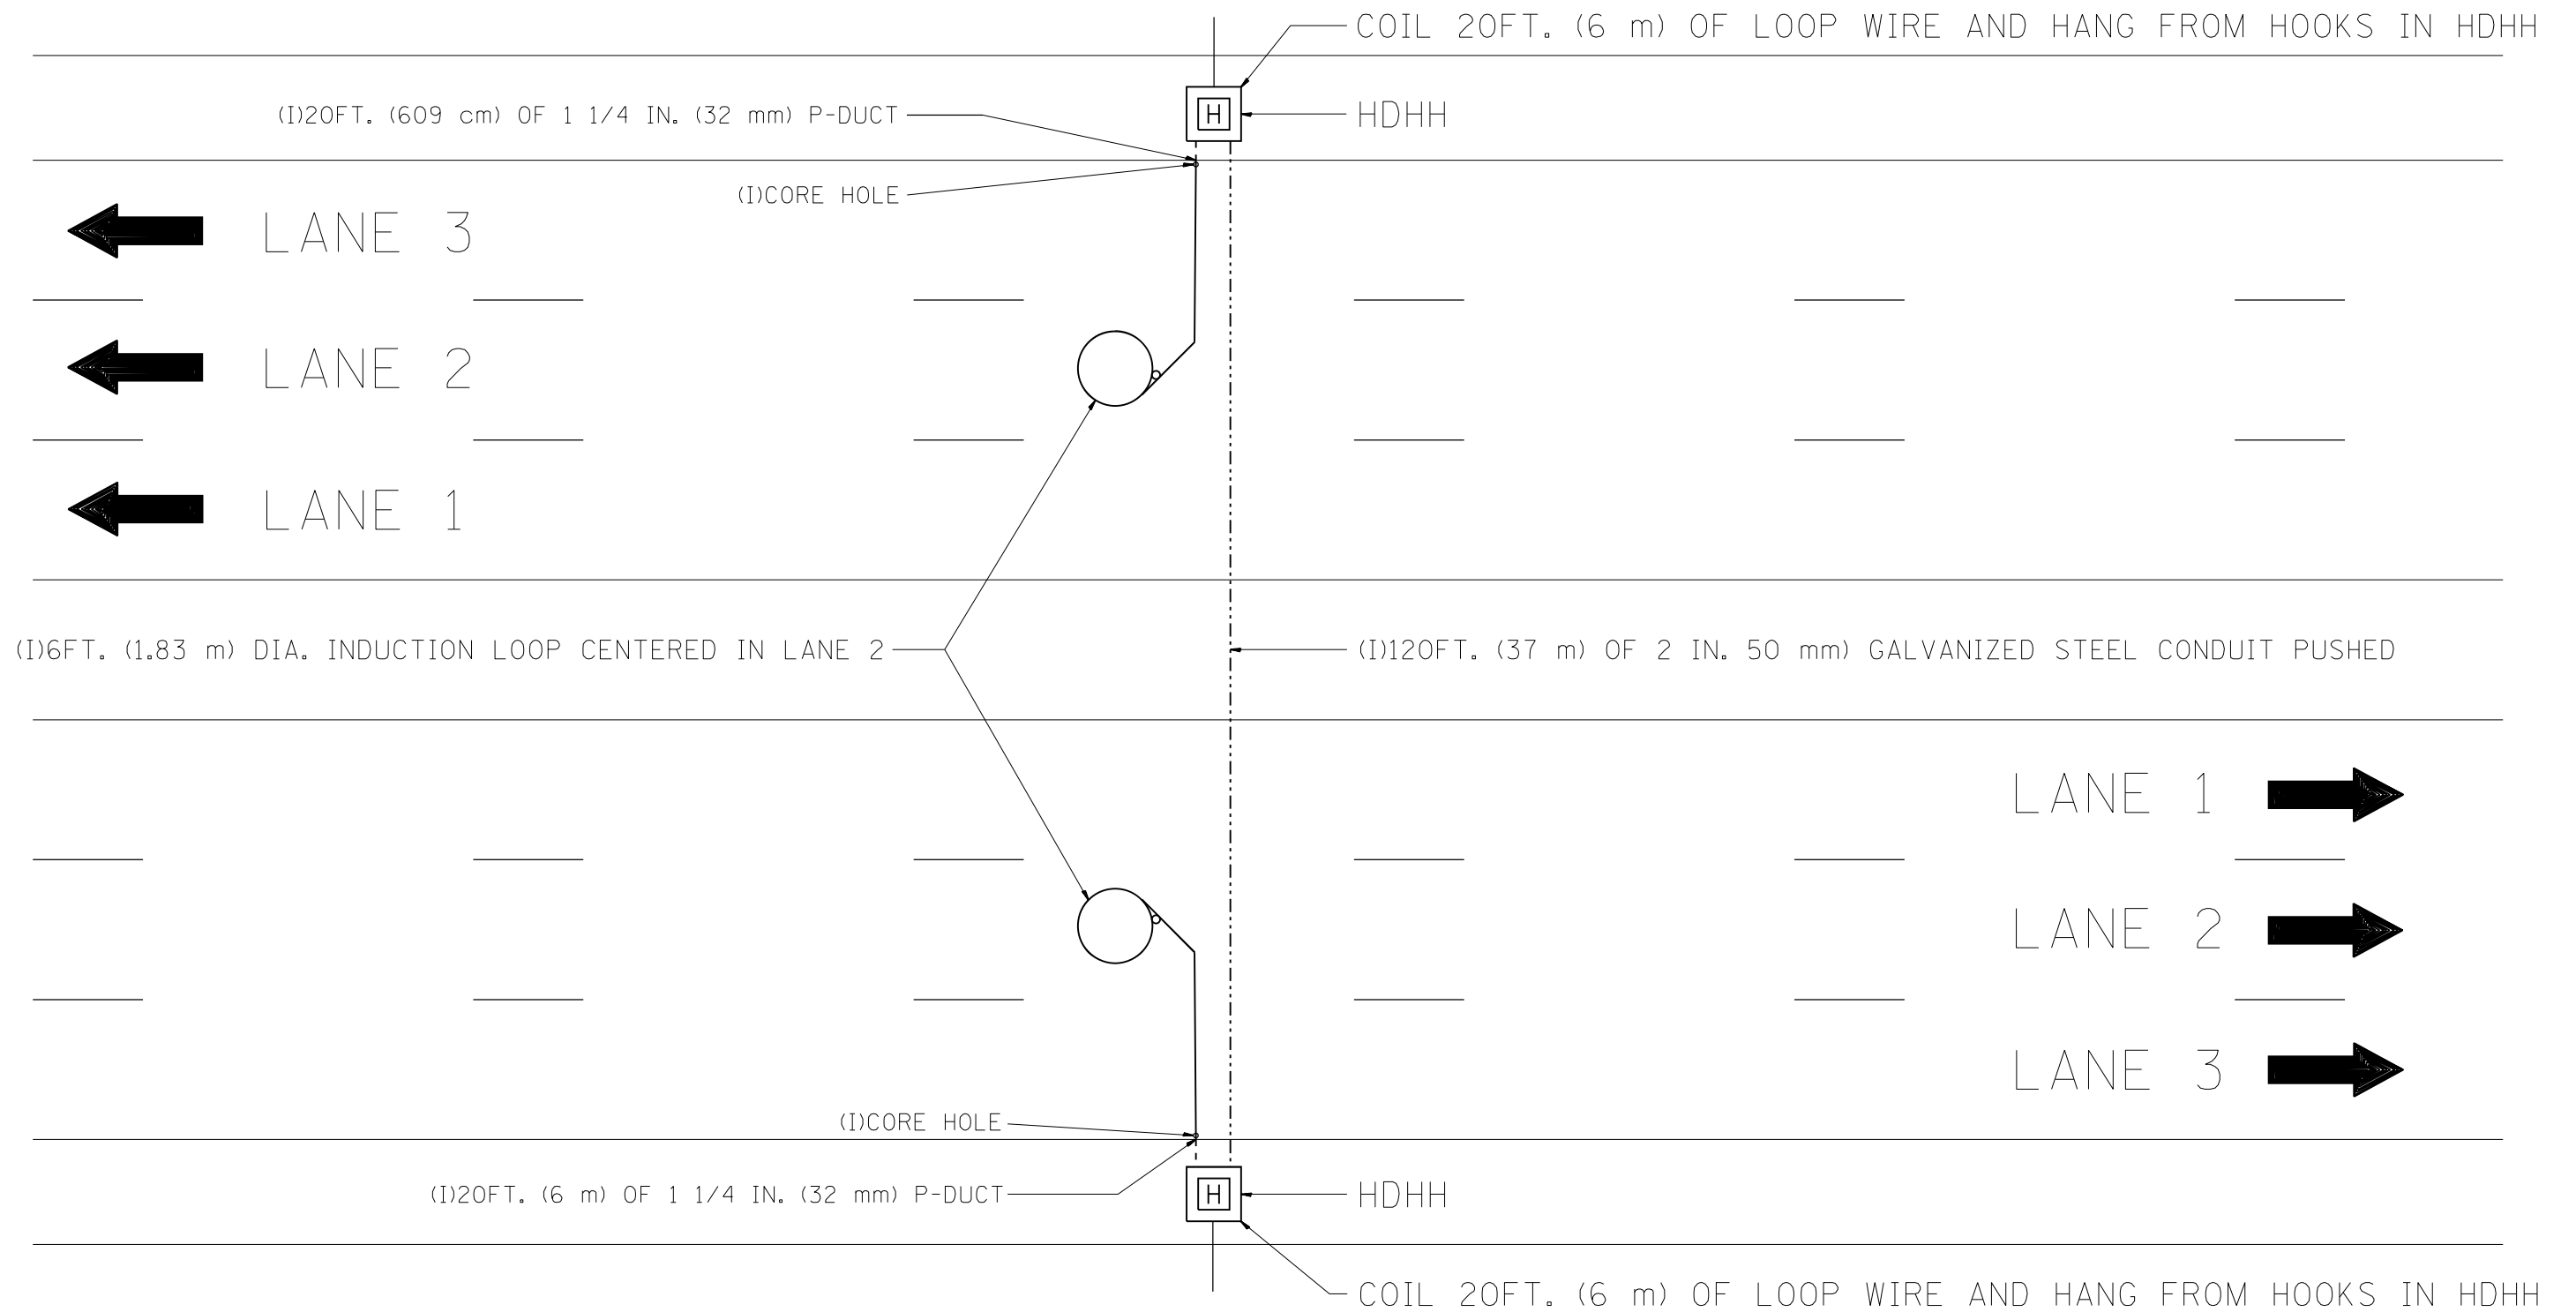 COIL 20FT. (6 m) OF LOOP WIRE AND HANG FROM HOOKS IN HDHH
(I)20FT. (609 cm) OF 1 1/4 IN. (32 mm) P-DUCT
H
HDHH
(I)CORE HOLE
LANE 3
LANE 2
LANE 1
(I)6FT. (1.83 m) DIA. INDUCTION LOOP CENTERED IN LANE 2
(I)120FT. (37 m) OF 2 IN. 50 mm) GALVANIZED STEEL CONDUIT PUSHED
LANE 1
LANE 2
LANE 3
(I)CORE HOLE
(I)20FT. (6 m) OF 1 1/4 IN. (32 mm) P-DUCT
H
HDHH
COIL 20FT. (6 m) OF LOOP WIRE AND HANG FROM HOOKS IN HDHH